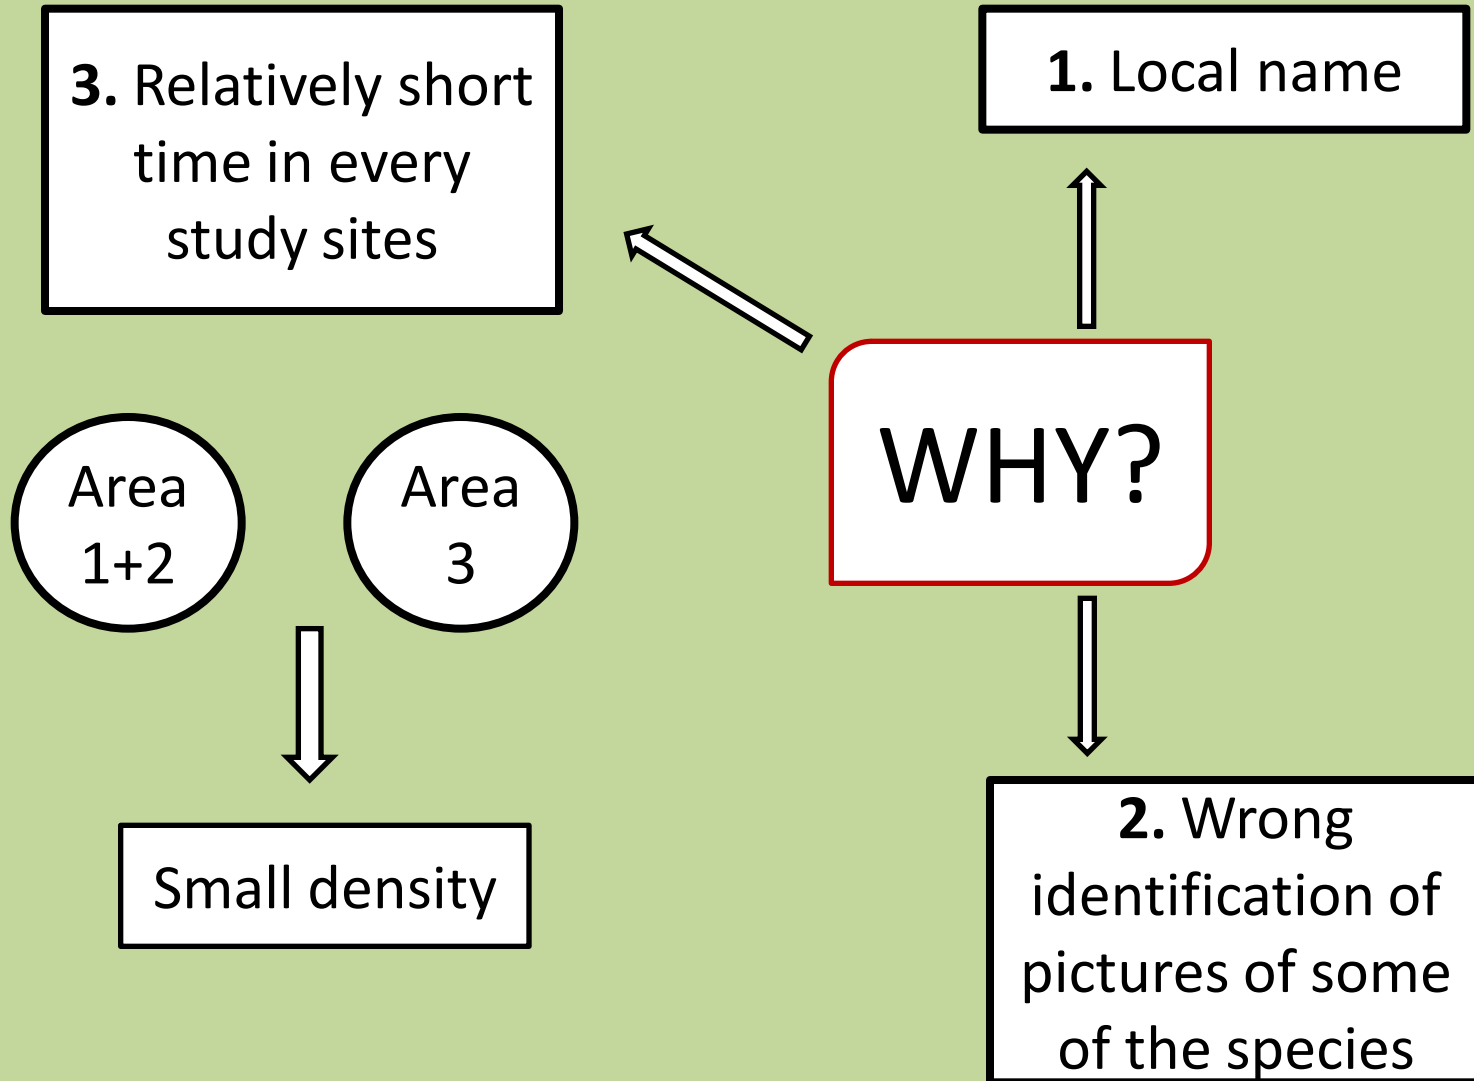 3. Relatively short
time in every
study sites
1. Local name
WHY?
Area
1+2
Area
3
Small density
2. Wrong
identification of
pictures of some
of the species